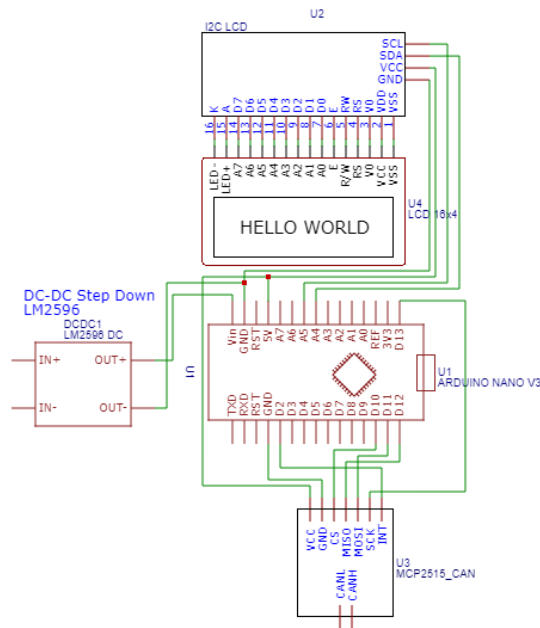 U2
I2C LCD
SCL
SDA
VCC
GND
K
A
D7
D6
D5
D4
D3
D2
D1
D0
E
RW
RS
V0
VDD
VSS
16
15
14
13
12
11
10
9
8
7
6
5
4
3
2
1
LED-
LED+
A7
A6
A5
A4
A3
A2
A1
A0
E
R/W
RS
V0
VCC
VSS
U4
LCD 16x4
HELLO WORLD
DC-DC Step Down
LM2596
DCDC1
LM2596 DC
IN+
OUT+
IN-
OUT-
U1
Vin
GND
RST
5V
A7
A6
A5
A4
A3
A2
A1
A0
REF
3V3
D13
U1
ARDUINO NANO V3
TXD
RXD
RST
GND
D2
D3
D4
D5
D6
D7
D8
D9
D10
D11
D12
VCC
GND
CS
MISO
MOSI
SCK
INT
U3
MCP2515_CAN
CANL
CANH